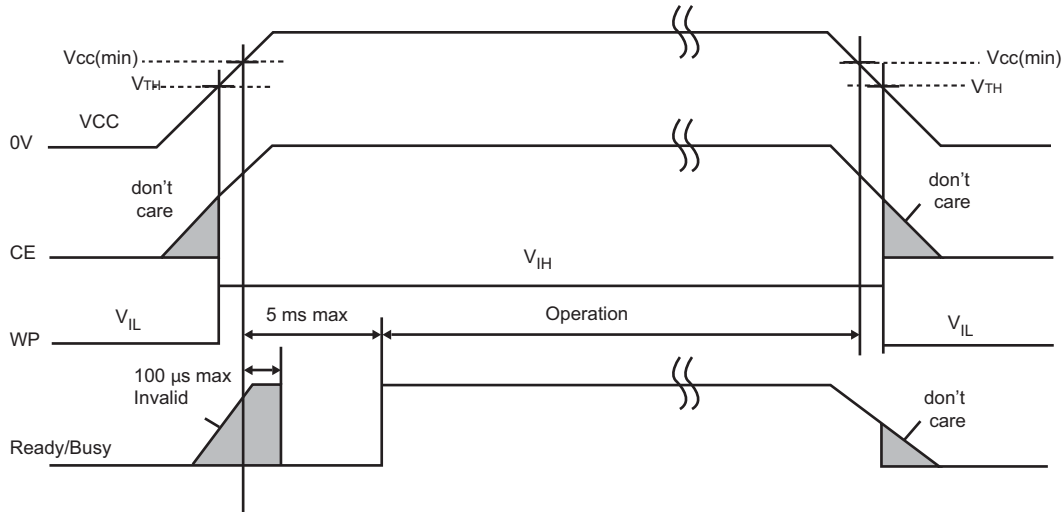 Vcc(min)
Vcc(min)
VTH
VTH
VCC
0V
don't
care
don't
care
CE
VIH
VIL
5 ms max
Operation
VIL
WP
100 µs max
Invalid
don't
care
Ready/Busy